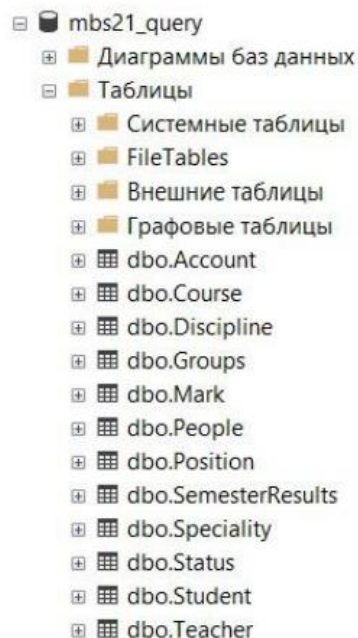 mbs21_query
Диаграммы баз данных
Таблицы
Системные таблицы
FileTables
Внешние таблицы
Графовые таблицы
dbo.Account
dbo.Course
dbo.Discipline
dbo.Groups
dbo.Mark
dbo.People
dbo.Position
dbo.SemesterResults
dbo.Speciality
dbo.Status
dbo.Student
dbo.Teacher